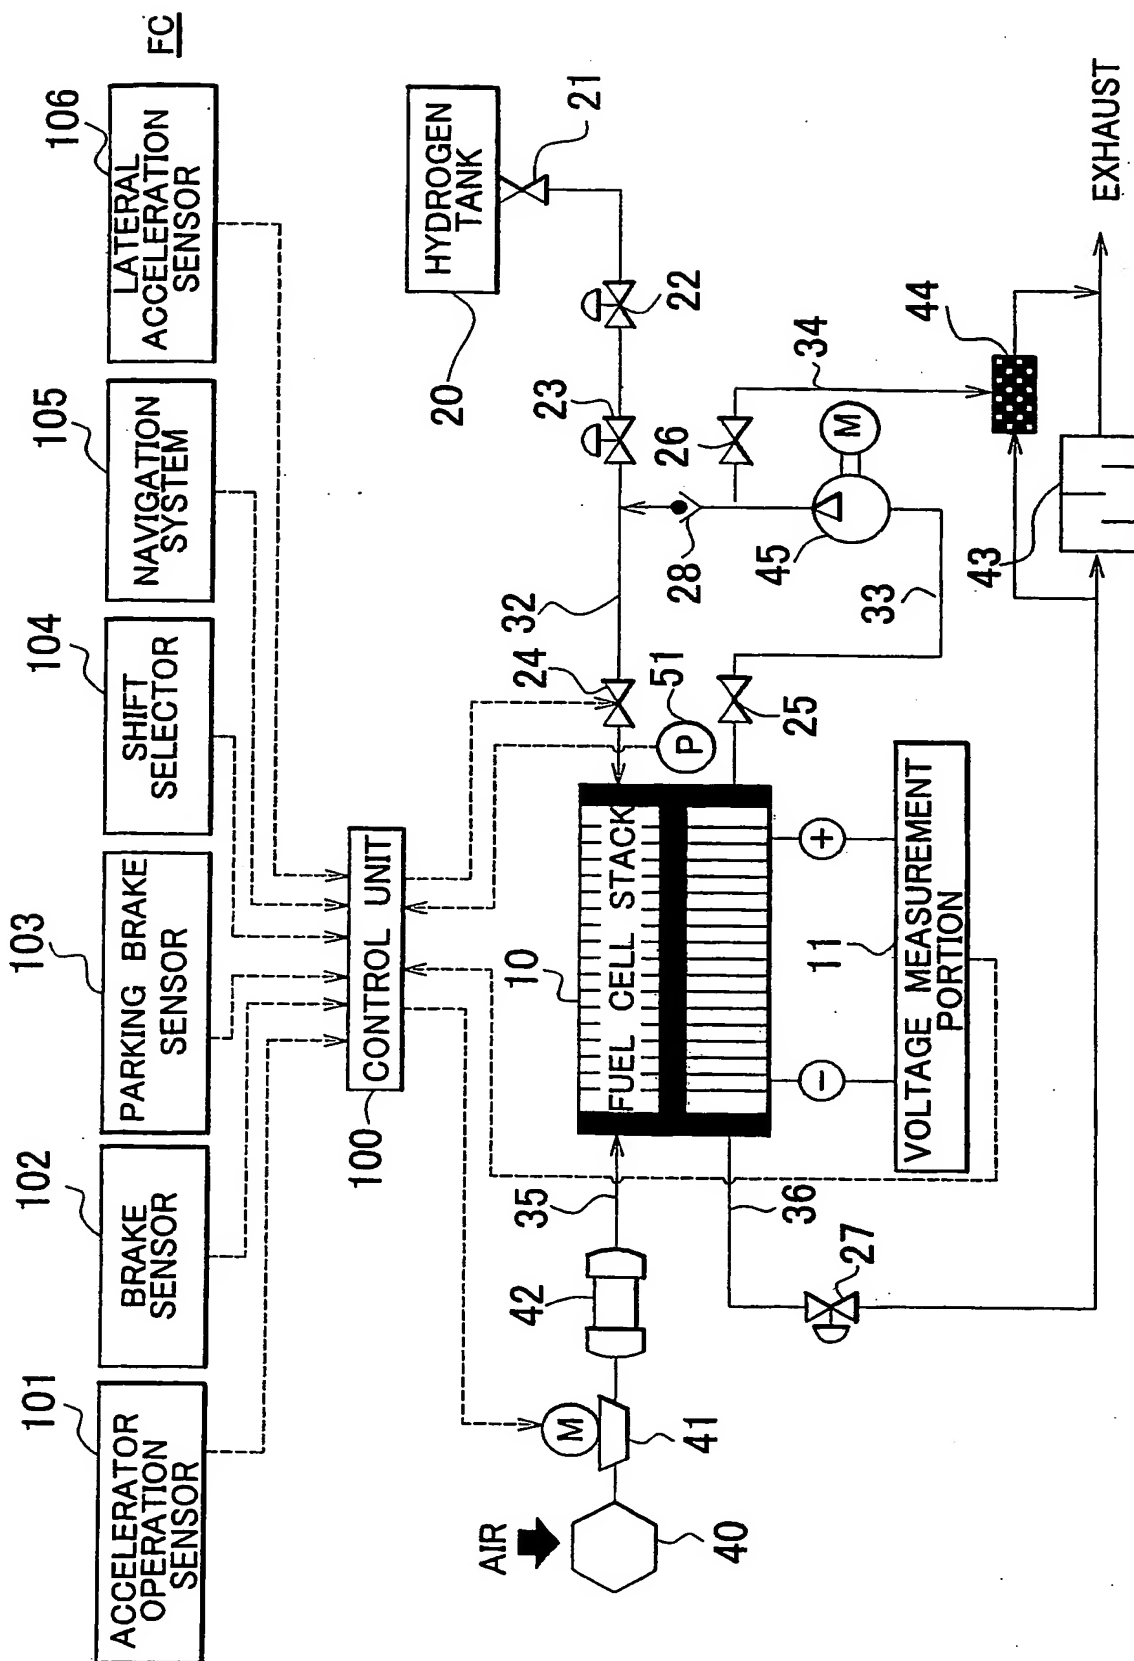 FC
101
ACCELERATOR
OPERATION
SENSOR
102
BRAKE
SENSOR
103
PARKING BRAKE
SENSOR
104
SHIFT
SELECTOR
105
NAVIGATION
SYSTEM
106
LATERAL
ACCELERATION
SENSOR
100
CONTROL UNIT
AIR
40
M
41
42
35
10
FUEL CELL STACK
24
32
23
22
HYDROGEN
TANK
20
21
P
51
25
33
28
45
M
26
34
44
43
EXHAUST
36
27
-
+
11
VOLTAGE MEASUREMENT
PORTION